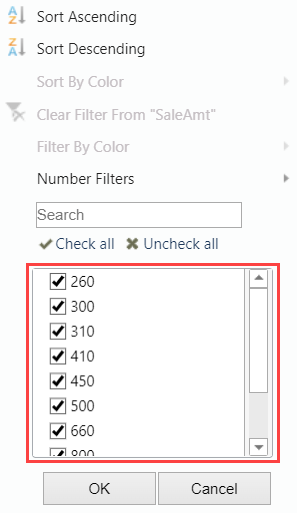 Sort Ascending
Sort Descending
Sort By Color
Clear Filter From "SaleAmt"
Filter By Color
Number Filters
Search
Check all Uncheck all
260
300
310
410
450
500
660
800
OK Cancel